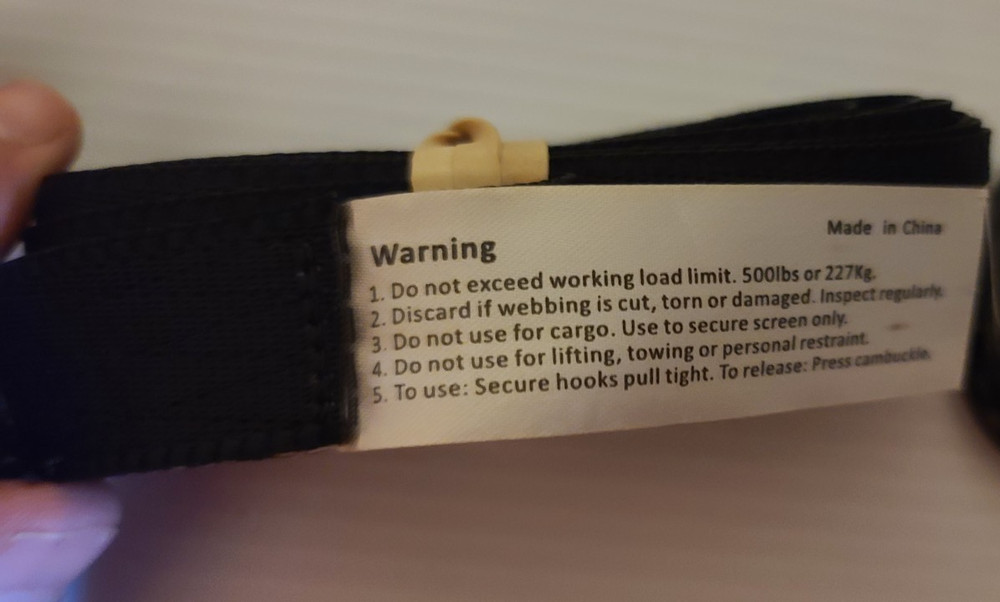 Made in China
Warning
1. Do not exceed working load limit. 500lbs or 227Kg.
2. Discard if webbing is cut, torn or damaged. Inspect regularly.
3. Do not use for cargo. Use to secure screen only.
4. Do not use for lifting, towing or personal restraint.
5. To use: Secure hooks pull tight. To release: Press cambuckle.